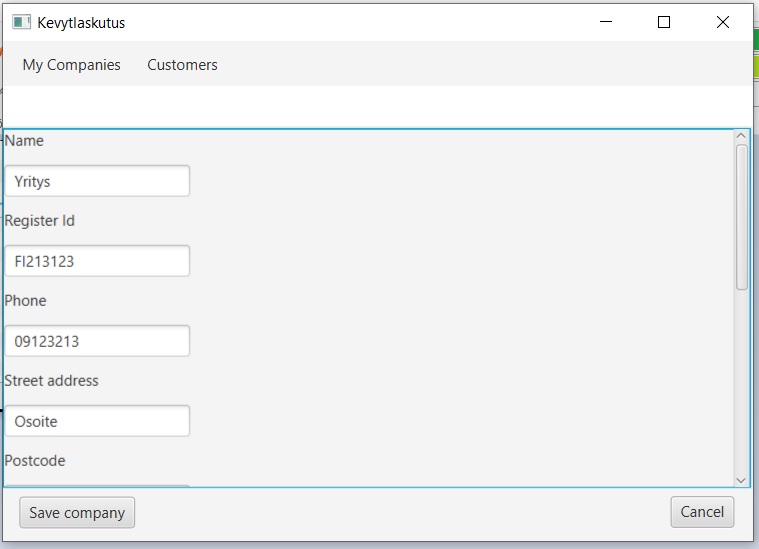 Kevytlaskutus
My Companies Customers
Name
Yritys
Register Id
FI213123
Phone
09123213
Street address
Osoite
Postcode
Save company Cancel